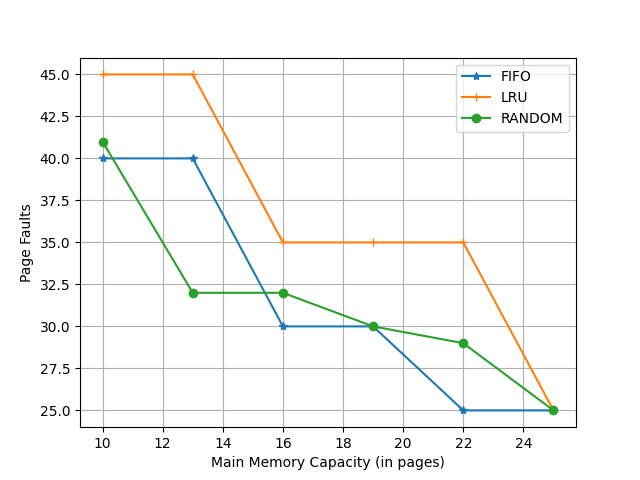 45.0
42.5
40.0
37.5
35.0
32.5
30.0
27.5
25.0
Page Faults
FIFO
LRU
RANDOM
10 12 14 16 18 20 22 24
Main Memory Capacity (in pages)